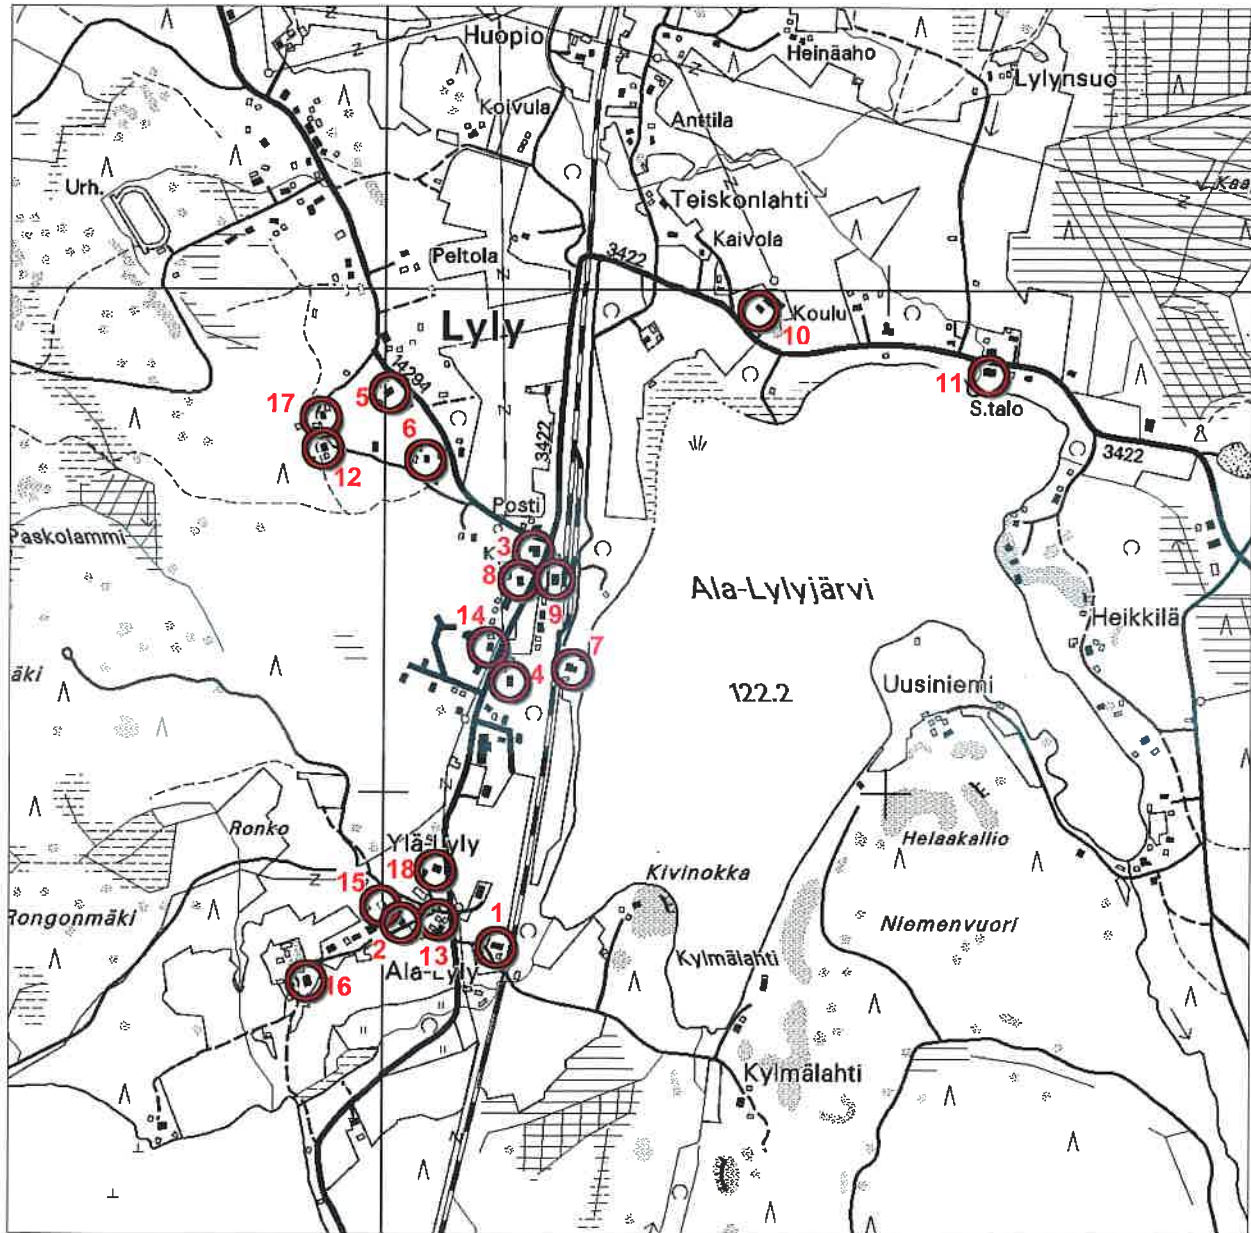 Huopio
Heinäaho
Lylynsuo
Koivula
Anttila
Urh.
Teiskonlahti
Kaivola
Peltola
3422
Lyly
Koulu
10
14294
5
11
S.talo
17
6
12
3422
3422
Posti
Paskolammi
3
K
8
9
Ala-Lylyjärvi
14
7
4
Heikkilä
äki
Uusiniemi
122.2
Ronko
Helaakallio
Ylä-Lyly
18
Kivinokka
15
Rongonmäki
Niemenvuori
1
2
13
Ala-Lyly
Kylmälahti
16
Kylmälahti